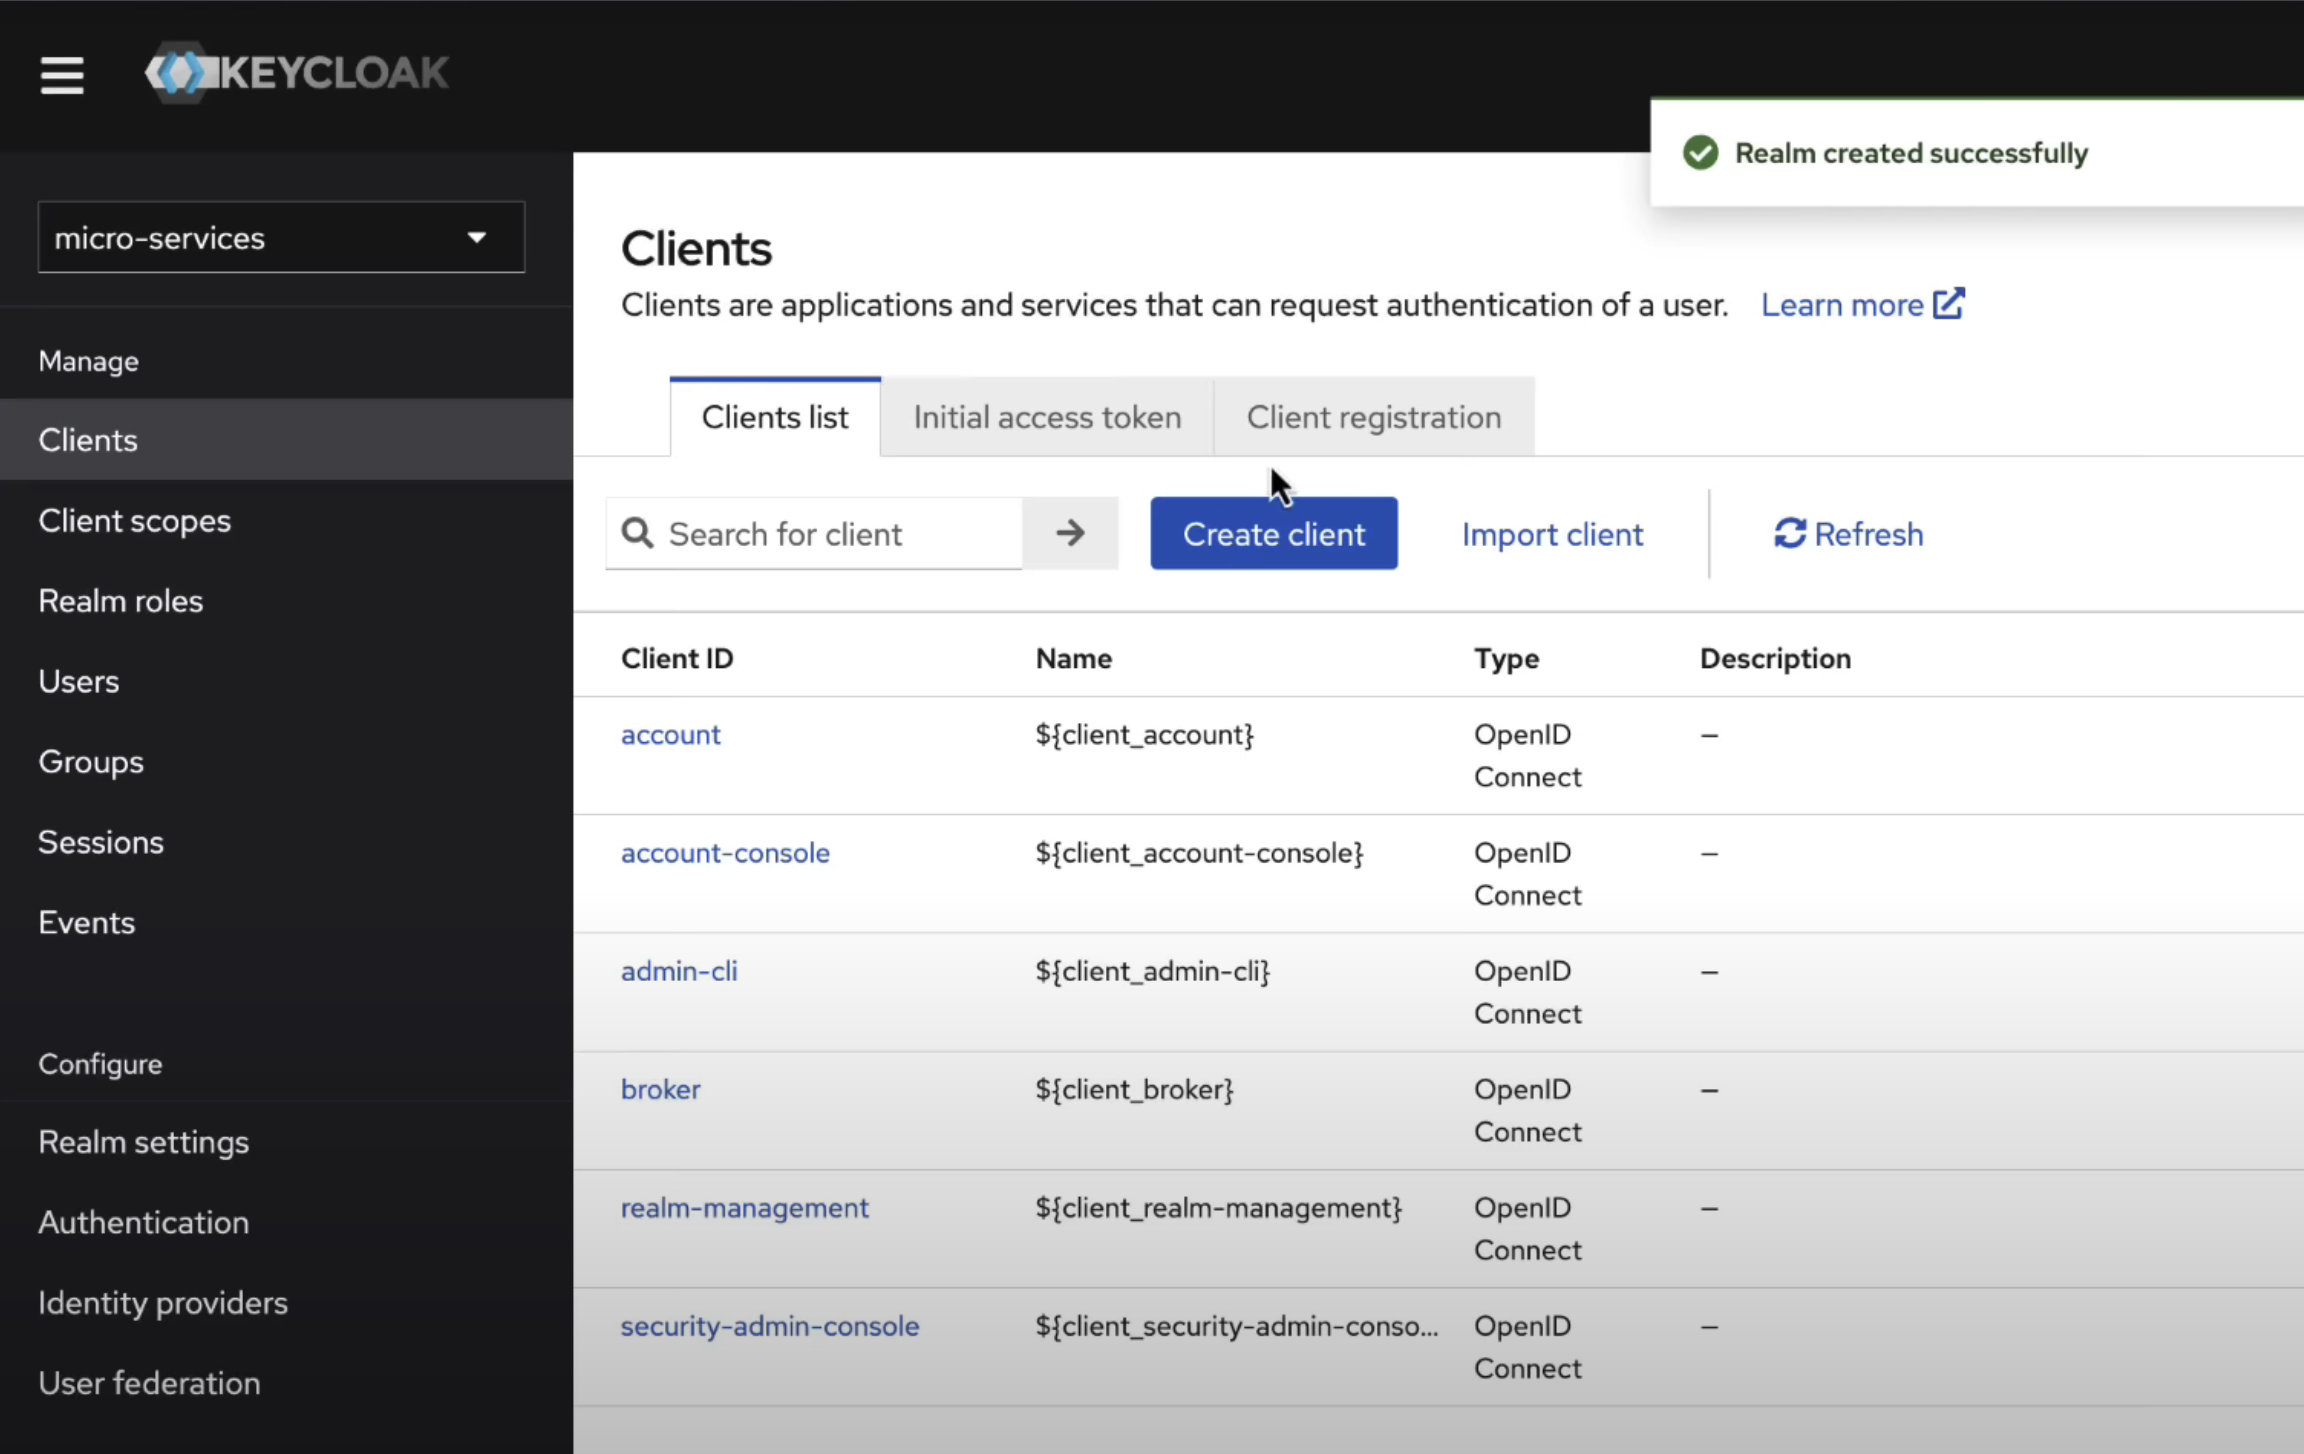 KEYCLOAK
Realm created successfully
micro-services
Manage
Clients
Client scopes
Realm roles
Users
Groups
Sessions
Events
Configure
Realm settings
Authentication
Identity providers
User federation
Clients
Clients are applications and services that can request authentication of a user. Learn more
Clients list Initial access token Client registration
Search for client Create client Import client Refresh
Client ID Name Type Description
account ${client_account} OpenID Connect –
account-console ${client_account-console} OpenID Connect –
admin-cli ${client_admin-cli} OpenID Connect –
broker ${client_broker} OpenID Connect –
realm-management ${client_realm-management} OpenID Connect –
security-admin-console ${client_security-admin-conso... OpenID Connect –